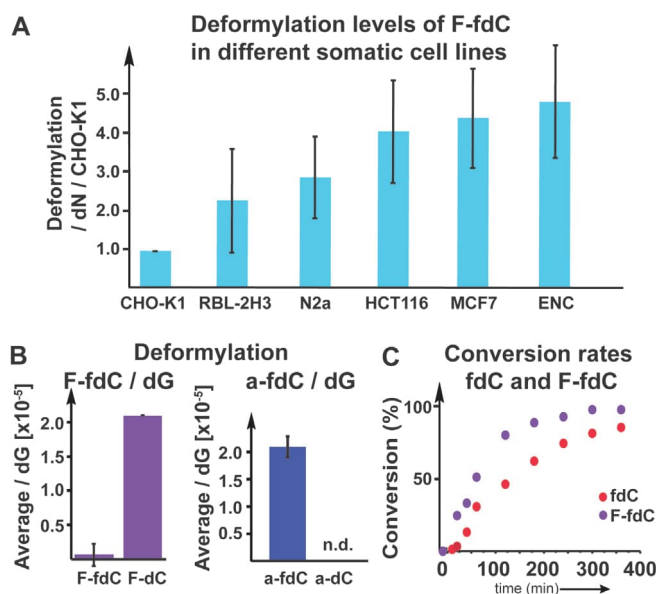 A
Deformylation levels of F-fdC
in different somatic cell lines
Deformylation
/ dN / CHO-K1
5.0
4.0
3.0
2.0
1.0
CHO-K1 RBL-2H3 N2a HCT116 MCF7 ENC
B
Deformylation
F-fdC / dG
Average / dG [x10⁻⁵]
2.0
1.5
1.0
0.5
F-fdC F-dC
a-fdC / dG
Average / dG [x10⁻⁵]
2.0
1.5
1.0
0.5
n.d.
a-fdC a-dC
C
Conversion rates
fdC and F-fdC
Conversion (%)
100
50
fdC
F-fdC
0 100 200 300 400
time (min)